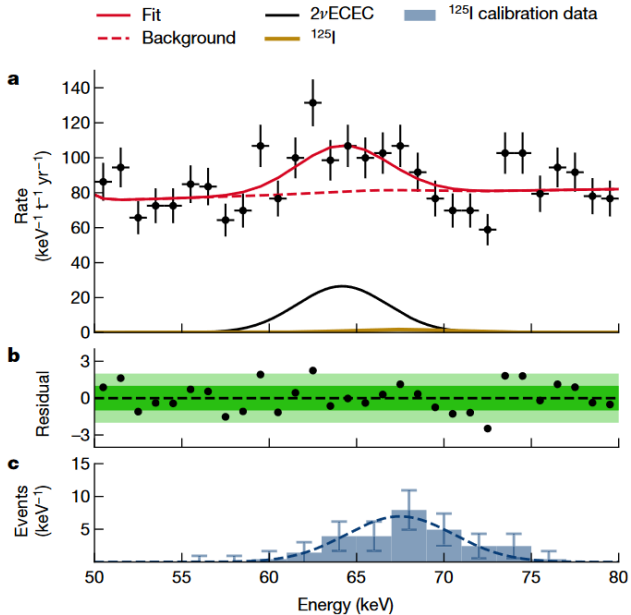 Fit 2νECEC ¹²⁵I calibration data
Background ¹²⁵I
a
140
120
100
80
60
40
20
0
Rate
(keV⁻¹ t⁻¹ yr⁻¹)
b
3
0
−3
Residual
c
15
10
5
Events
(keV⁻¹)
50 55 60 65 70 75 80
Energy (keV)